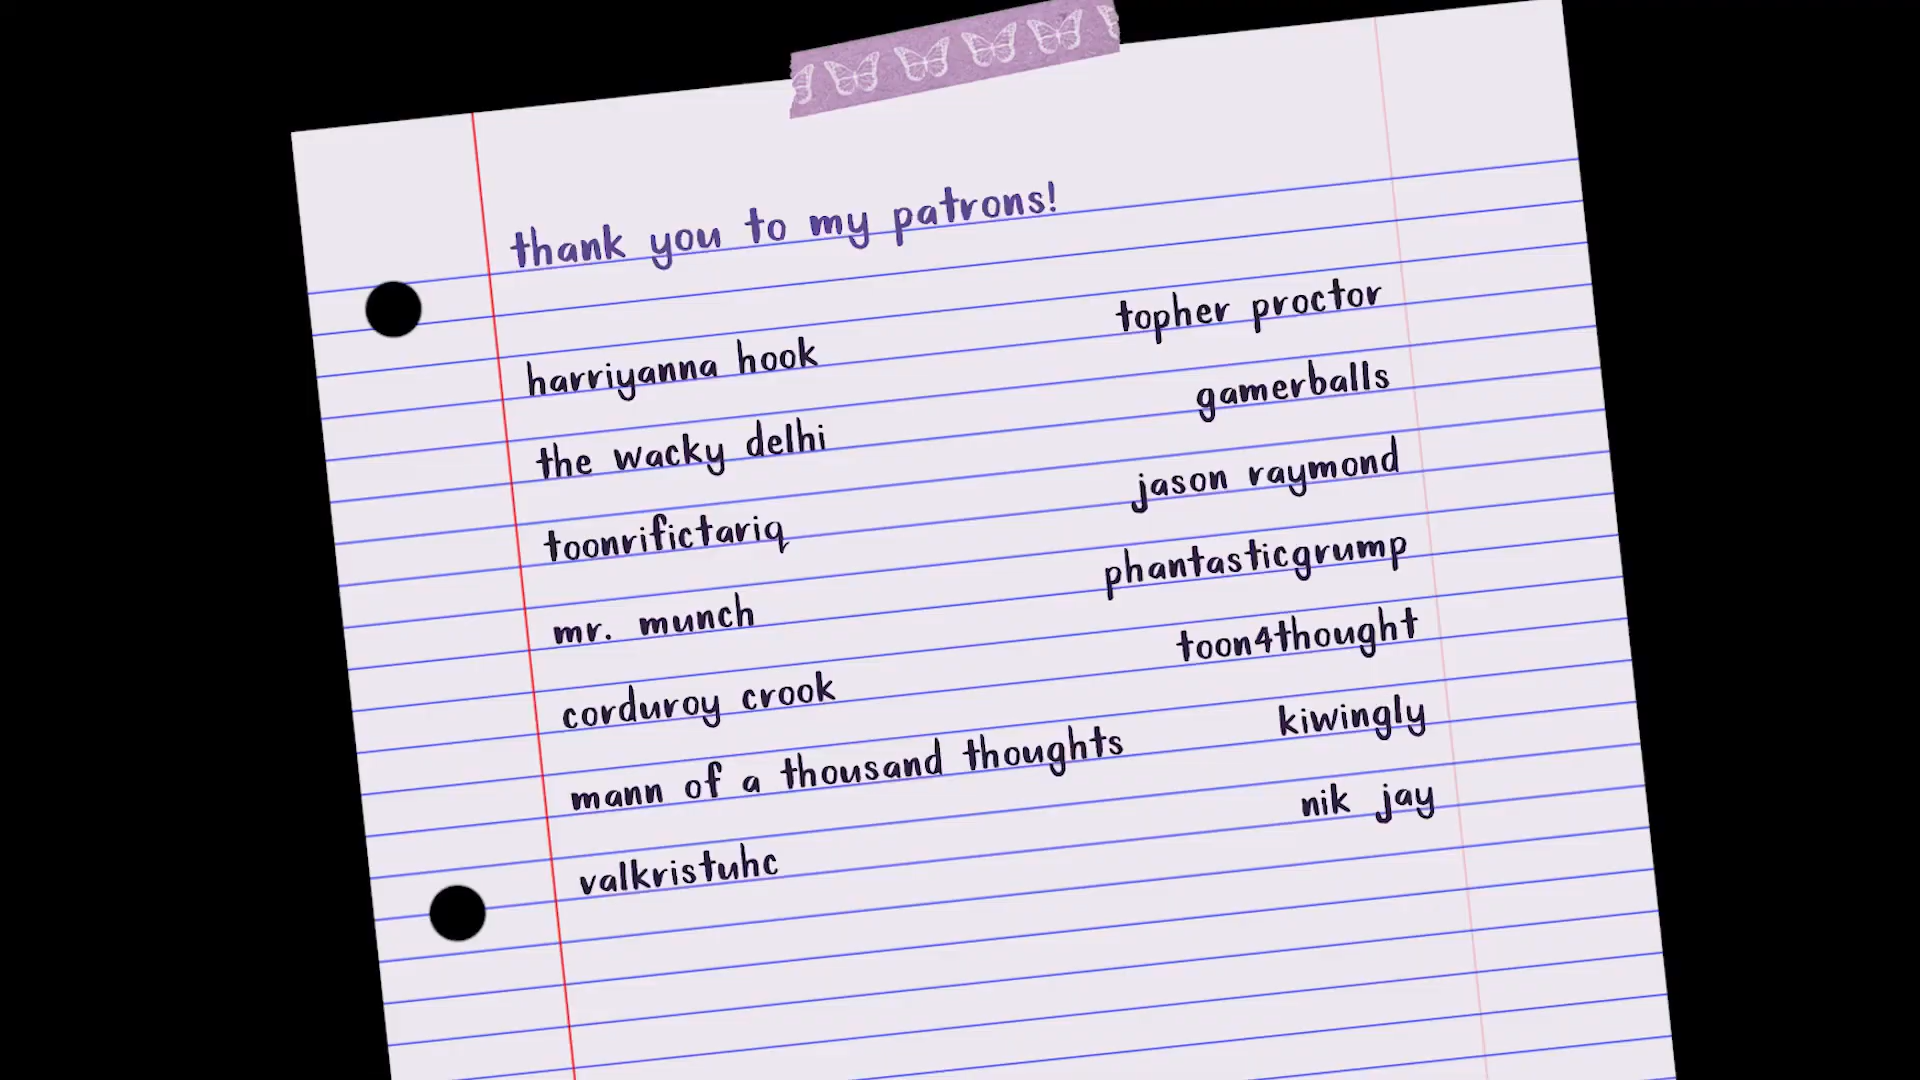 thank you to my patrons!
harriyanna hook
the wacky delhi
toonrifictariq
mr. munch
corduroy crook
mann of a thousand thoughts
valkristuhc
topher proctor
gamerballs
jason raymond
phantasticgrump
toon4thought
kiwingly
nik jay